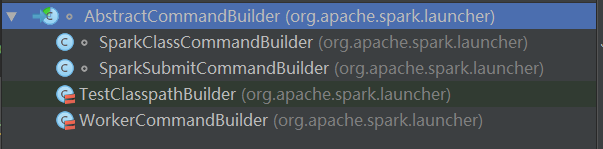 AbstractCommandBuilder (org.apache.spark.launcher)
SparkClassCommandBuilder (org.apache.spark.launcher)
SparkSubmitCommandBuilder (org.apache.spark.launcher)
TestClasspathBuilder (org.apache.spark.launcher)
WorkerCommandBuilder (org.apache.spark.launcher)